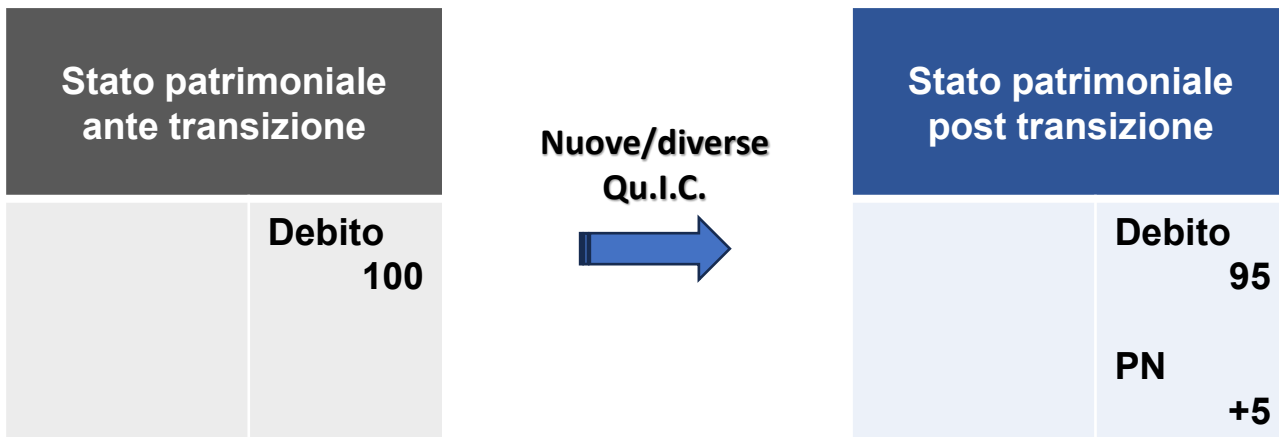 Stato patrimoniale
ante transizione
Debito
100
Nuove/diverse
Qu.I.C.
Stato patrimoniale
post transizione
Debito
95
PN
+5